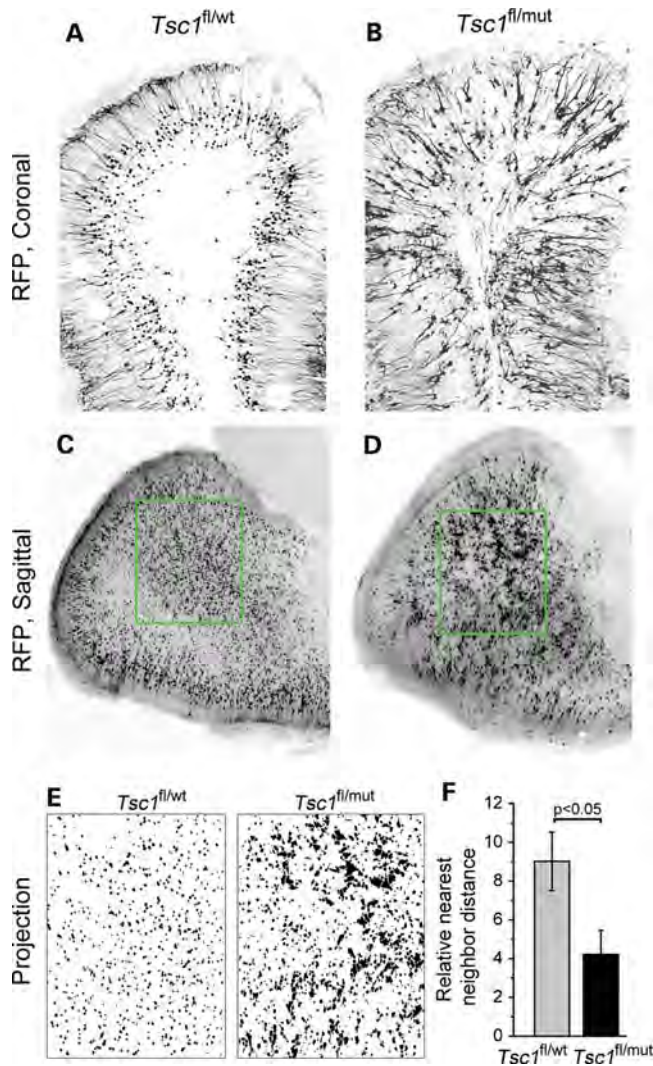 Tsc1fl/wt
Tsc1fl/mut
A
B
RFP, Coronal
C
D
RFP, Sagittal
E
Tsc1fl/wt
Tsc1fl/mut
Projection
F
p<0.05
Relative nearest
neighbor distance
12
10
8
6
4
2
0
Tsc1fl/wt
Tsc1fl/mut